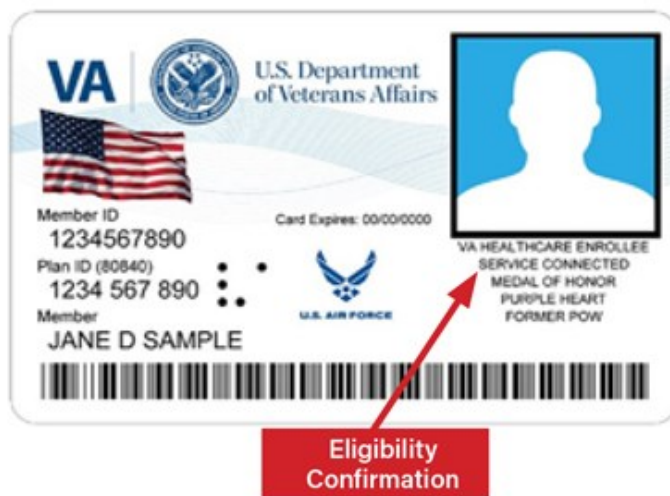 VA
U.S. Department
of Veterans Affairs
Member ID
1234567890
Card Expires: 00/00/0000
Plan ID (80840)
1234 567 890
Member
JANE D SAMPLE
U.S. AIR FORCE
VA HEALTHCARE ENROLLEE
SERVICE CONNECTED
MEDAL OF HONOR
PURPLE HEART
FORMER POW
Eligibility
Confirmation